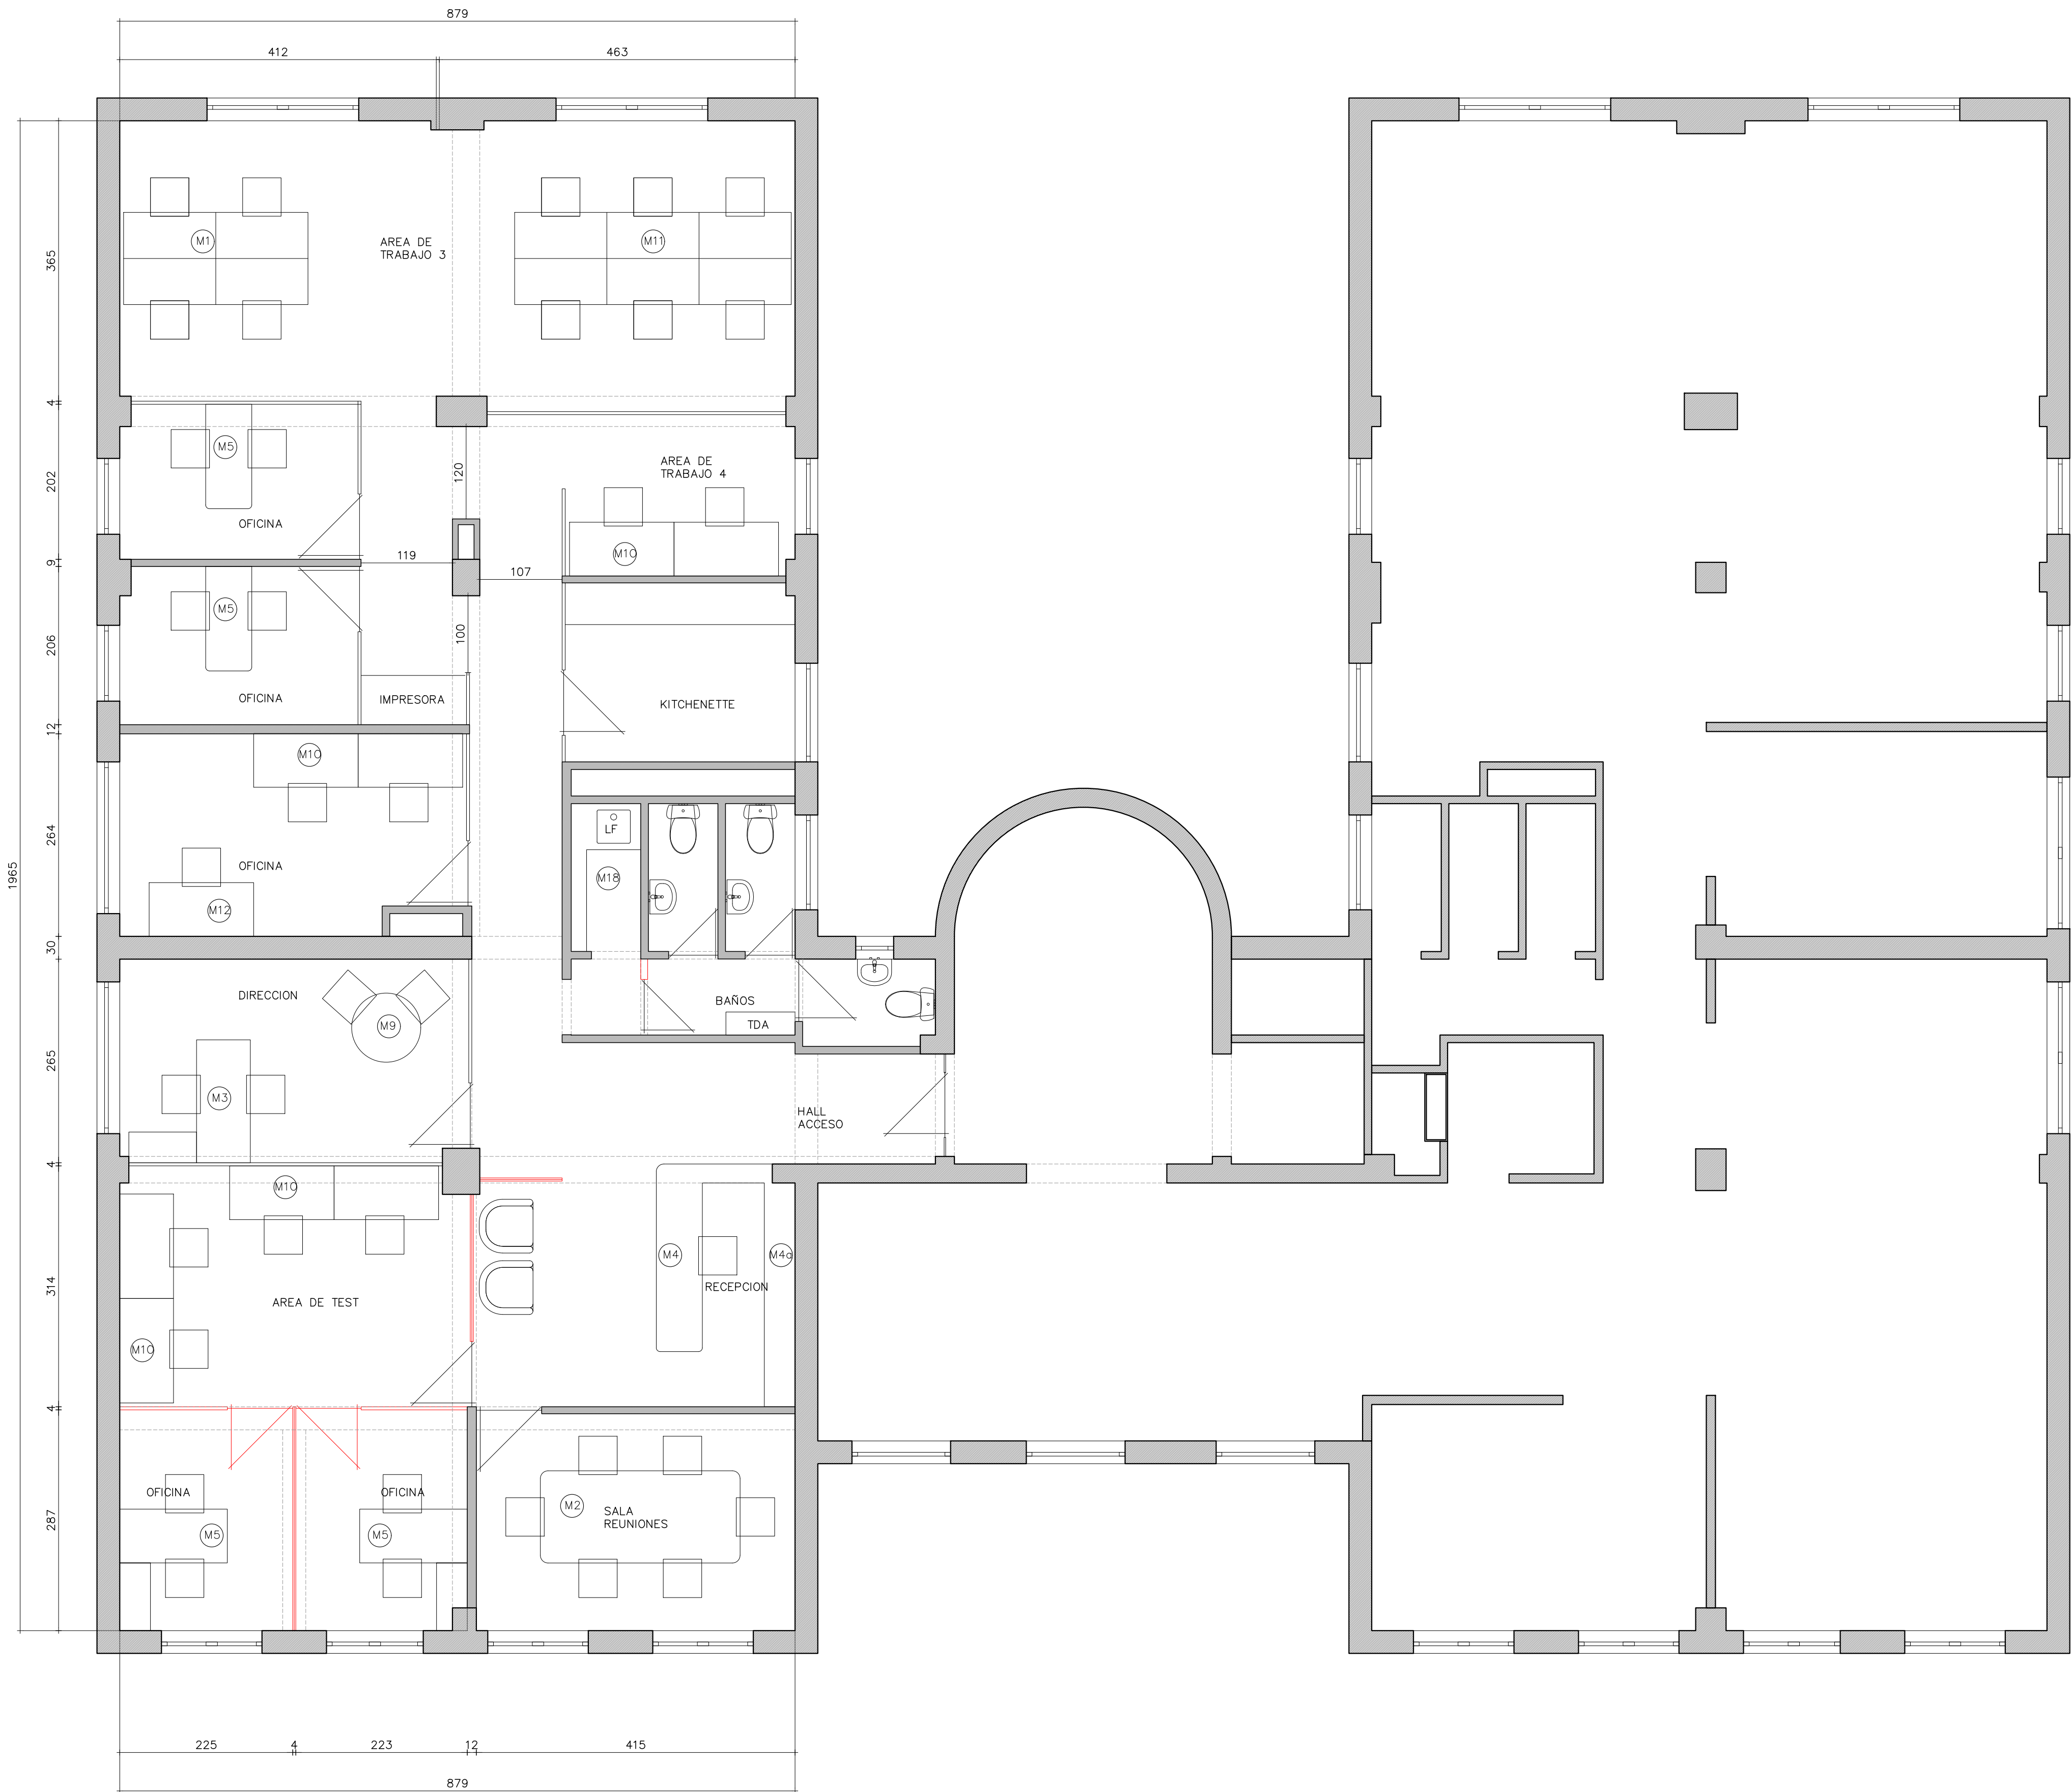 879
412
463
M1
M11
AREA DE
TRABAJO 3
365
4
M5
AREA DE
TRABAJO 4
120
202
OFICINA
M10
119
9
107
M5
206
100
OFICINA
IMPRESORA
KITCHENETTE
12
M10
LF
264
1965
OFICINA
M18
M12
30
DIRECCION
BAÑOS
M9
TDA
265
M3
HALL
ACCESO
4
M10
M4
M4a
314
RECEPCION
AREA DE TEST
M10
4
OFICINA
OFICINA
M2
SALA
REUNIONES
287
M5
M5
225
4
223
12
415
879